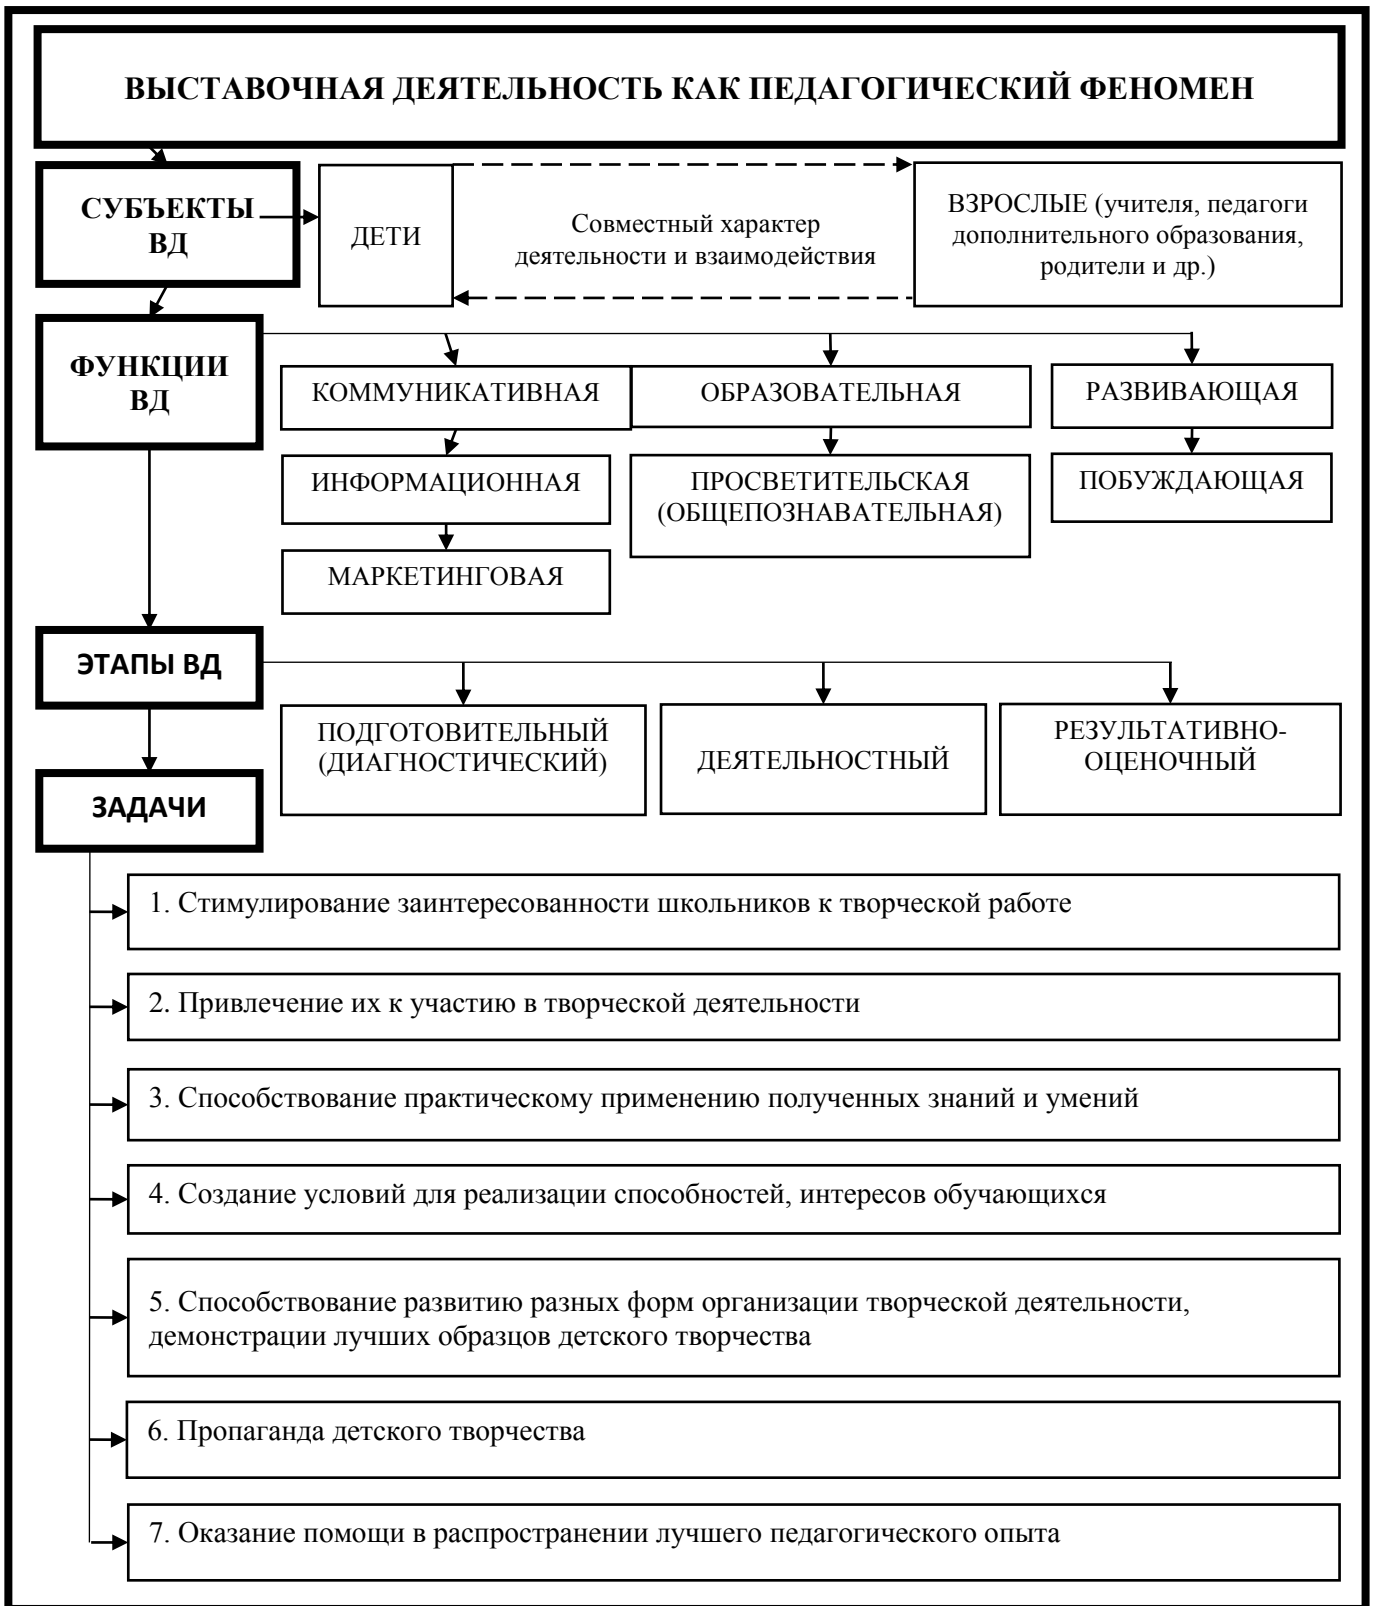 ВЫСТАВОЧНАЯ ДЕЯТЕЛЬНОСТЬ КАК ПЕДАГОГИЧЕСКИЙ ФЕНОМЕН
СУБЪЕКТЫ
ВД
ДЕТИ
Совместный характер
деятельности и взаимодействия
ВЗРОСЛЫЕ (учителя, педагоги
дополнительного образования,
родители и др.)
ФУНКЦИИ
ВД
КОММУНИКАТИВНАЯ
ОБРАЗОВАТЕЛЬНАЯ
РАЗВИВАЮЩАЯ
ИНФОРМАЦИОННАЯ
ПРОСВЕТИТЕЛЬСКАЯ
(ОБЩЕПОЗНАВАТЕЛЬНАЯ)
ПОБУЖДАЮЩАЯ
МАРКЕТИНГОВАЯ
ЭТАПЫ ВД
ПОДГОТОВИТЕЛЬНЫЙ
(ДИАГНОСТИЧЕСКИЙ)
ДЕЯТЕЛЬНОСТНЫЙ
РЕЗУЛЬТАТИВНО-
ОЦЕНОЧНЫЙ
ЗАДАЧИ
1. Стимулирование заинтересованности школьников к творческой работе
2. Привлечение их к участию в творческой деятельности
3. Способствование практическому применению полученных знаний и умений
4. Создание условий для реализации способностей, интересов обучающихся
5. Способствование развитию разных форм организации творческой деятельности,
демонстрации лучших образцов детского творчества
6. Пропаганда детского творчества
7. Оказание помощи в распространении лучшего педагогического опыта